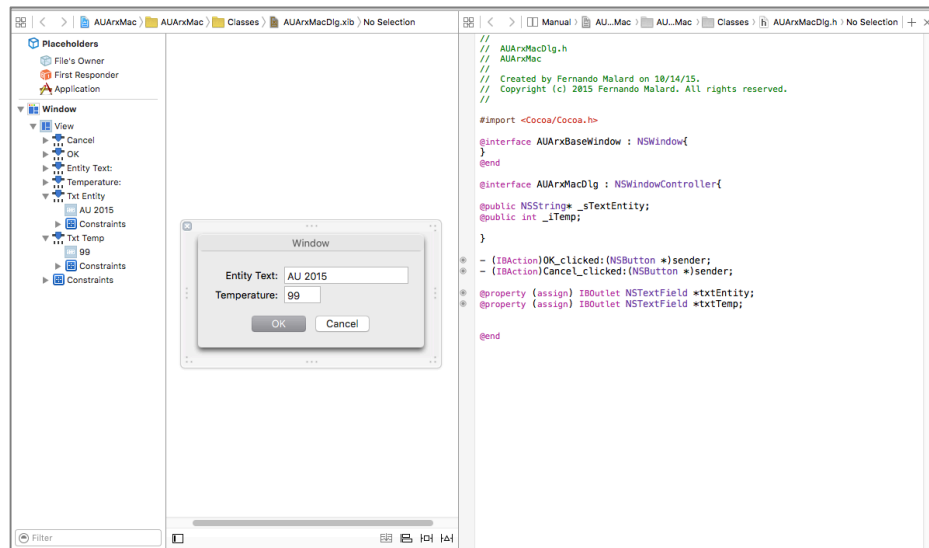 AUArxMac › AUArxMac › Classes › AUArxMacDlg.xib › No Selection
Placeholders
File's Owner
First Responder
Application
Window
View
Cancel
OK
Entity Text:
Temperature:
Txt Entity
AU 2015
Constraints
Txt Temp
99
Constraints
Constraints
Filter
Window
Entity Text: AU 2015
Temperature: 99
OK Cancel
Manual › AU...Mac › AU...Mac › Classes › AUArxMacDlg.h › No Selection
//
// AUArxMacDlg.h
// AUArxMac
//
// Created by Fernando Malard on 10/14/15.
// Copyright (c) 2015 Fernando Malard. All rights reserved.
//
#import <Cocoa/Cocoa.h>
@interface AUArxBaseWindow : NSWindow{
}
@end
@interface AUArxMacDlg : NSWindowController{
@public NSString* _sTextEntity;
@public int _iTemp;
}
- (IBAction)OK_clicked:(NSButton *)sender;
- (IBAction)Cancel_clicked:(NSButton *)sender;
@property (assign) IBOutlet NSTextField *txtEntity;
@property (assign) IBOutlet NSTextField *txtTemp;
@end